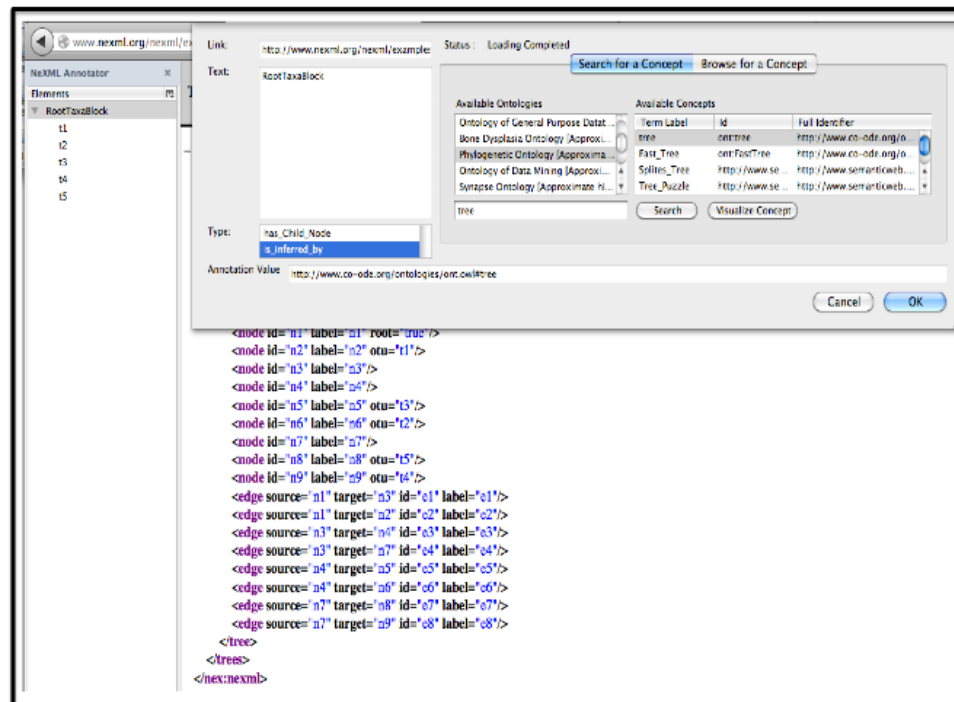 www.nexml.org/nexml/ex
NeXML Annotator ×
Elements
RootTaxaBlock
t1
t2
t3
t4
t5
Link: http://www.nexml.org/nexml/examples
Text: RootTaxaBlock
Type: has_Child_Node
is_inferred_by
Annotation Value http://www.co-ode.org/ontologies/ont.owl#tree
Status : Loading Completed
Search for a Concept Browse for a Concept
Available Ontologies
Ontology of General Purpose Datat...
Bone Dysplasia Ontology (Approxi...
Phylogenetic Ontology (Approxima...
Ontology of Data Mining (Approxi...
Synapse Ontology (Approximate hi...
tree
Available Concepts
Term Label Id Full Identifier
tree ont:tree http://www.co-ode.org/o...
Fast_Tree ont:FastTree http://www.co-ode.org/o...
Splites_Tree http://www.se... http://www.semanticweb....
Tree_Puzzle http://www.se... http://www.semanticweb....
Search Visualize Concept
Cancel OK
<node id="n1" label="n1" root="true"/>
<node id="n2" label="n2" otu="t1"/>
<node id="n3" label="n3"/>
<node id="n4" label="n4"/>
<node id="n5" label="n5" otu="t3"/>
<node id="n6" label="n6" otu="t2"/>
<node id="n7" label="n7"/>
<node id="n8" label="n8" otu="t5"/>
<node id="n9" label="n9" otu="t4"/>
<edge source="n1" target="n3" id="e1" label="e1"/>
<edge source="n1" target="n2" id="e2" label="e2"/>
<edge source="n3" target="n4" id="e3" label="e3"/>
<edge source="n3" target="n7" id="e4" label="e4"/>
<edge source="n4" target="n5" id="e5" label="e5"/>
<edge source="n4" target="n6" id="e6" label="e6"/>
<edge source="n7" target="n8" id="e7" label="e7"/>
<edge source="n7" target="n9" id="e8" label="e8"/>
</tree>
</trees>
</nex:nexml>